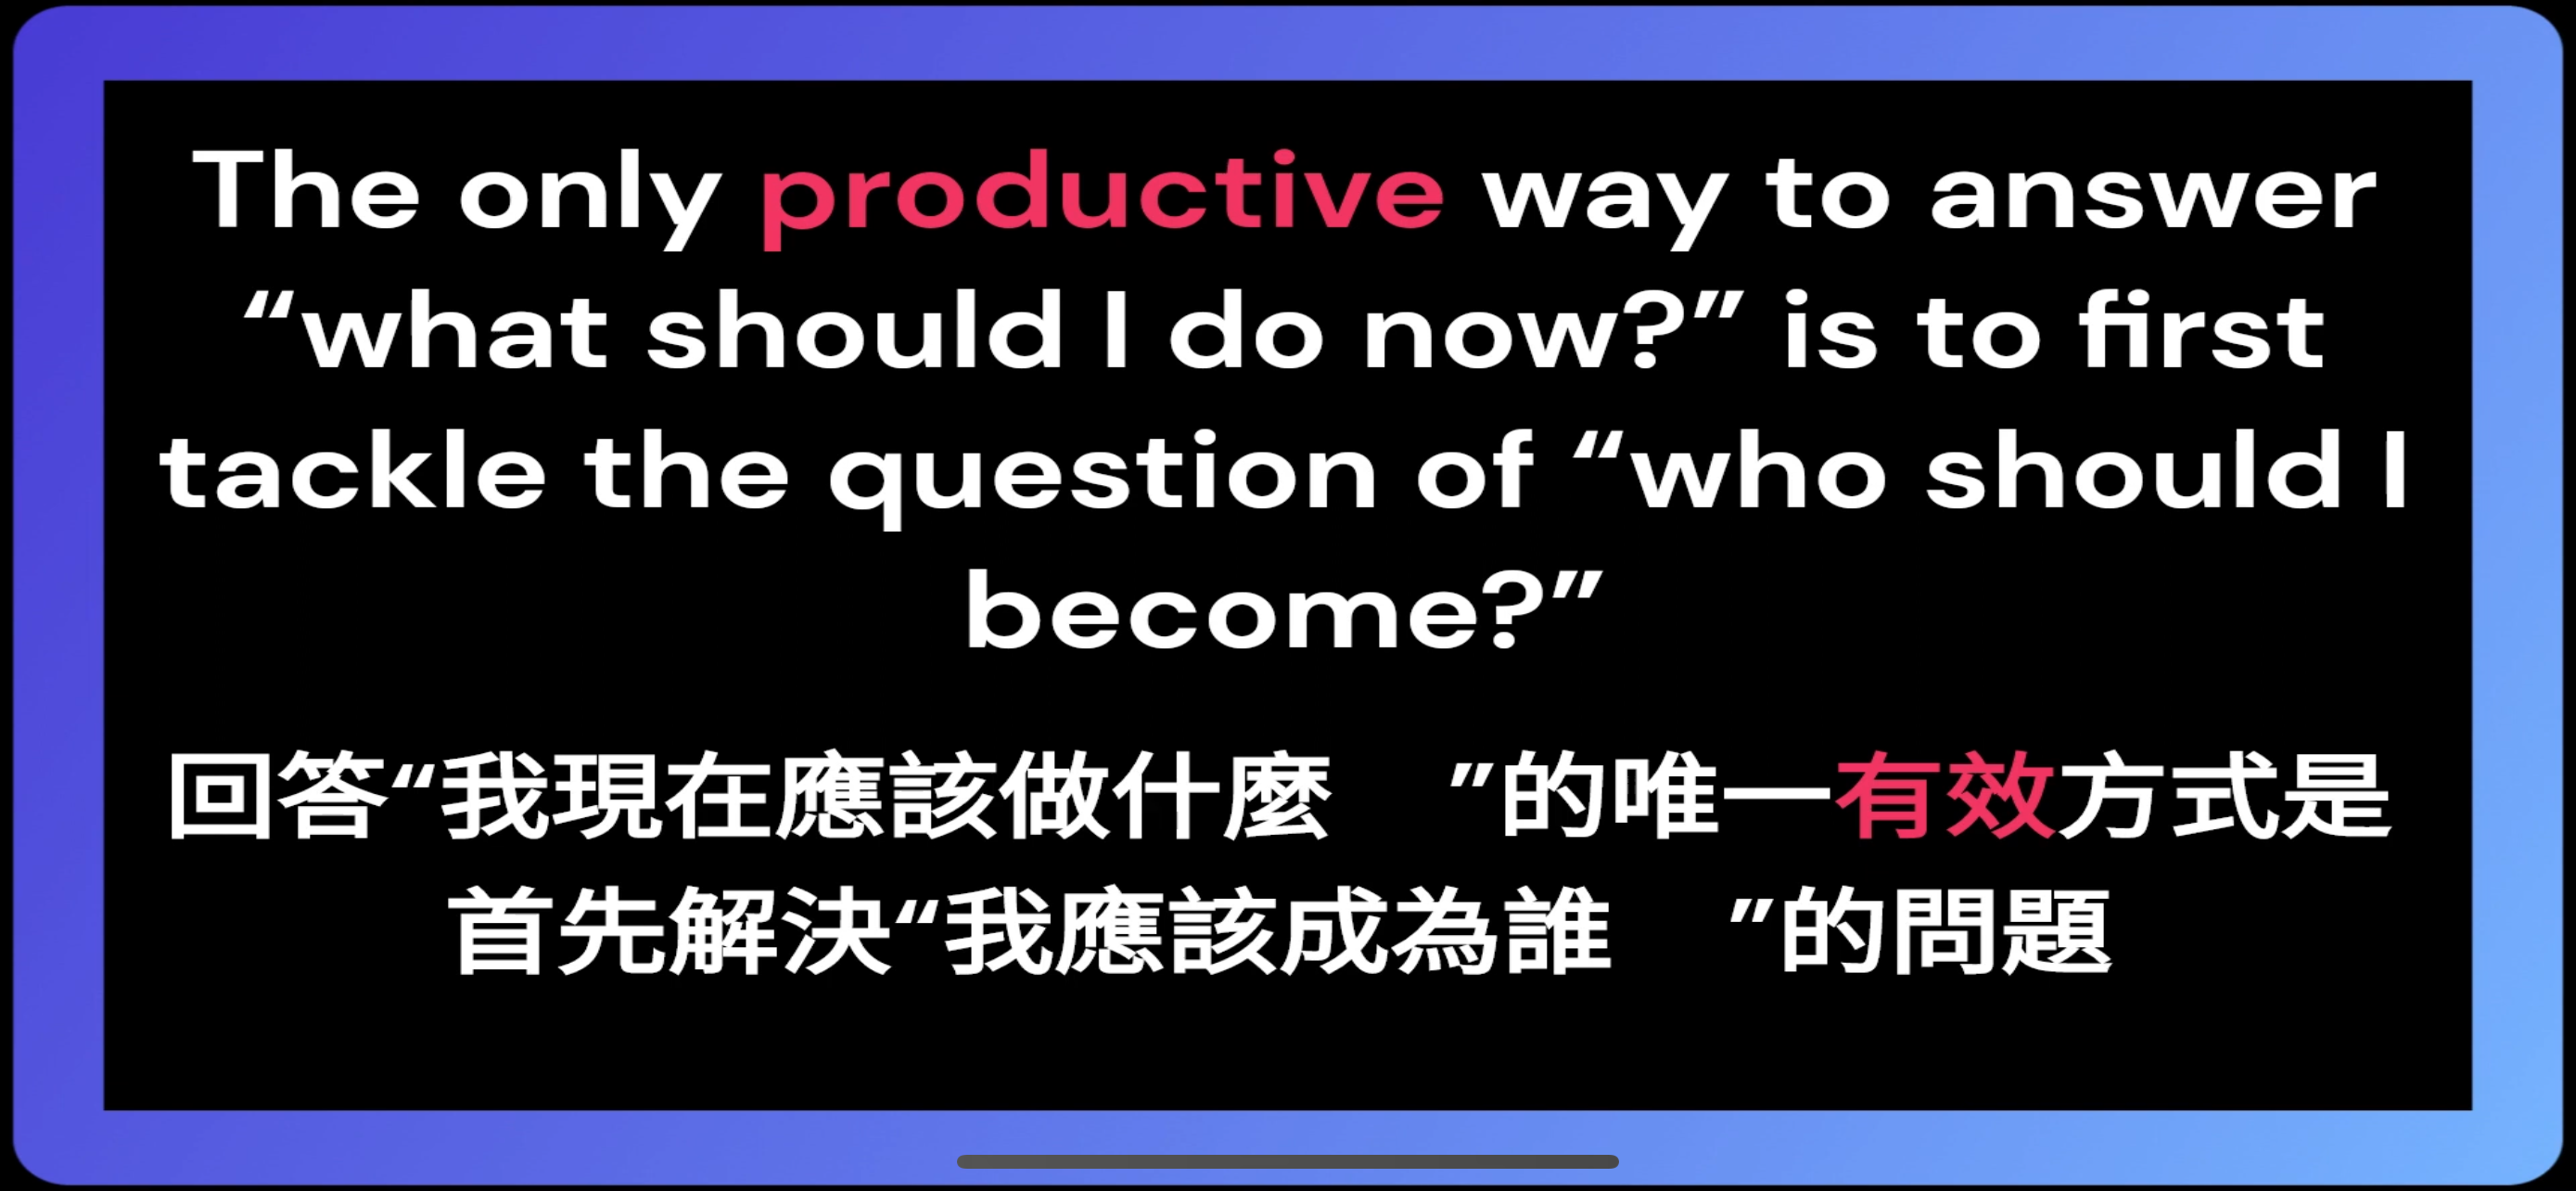 The only productive way to answer
“what should I do now?” is to first
tackle the question of “who should I
become?”
回答“我現在應該做什麼　”的唯一有效方式是
首先解決“我應該成為誰　”的問題